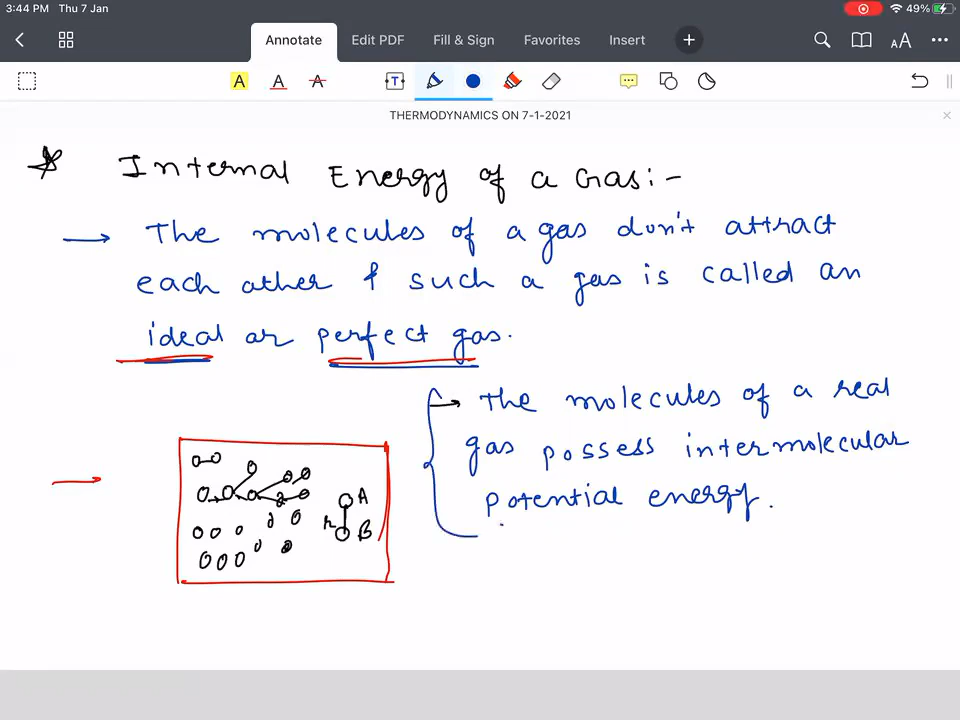 3:44 PM Thu 7 Jan
49%
Annotate Edit PDF Fill & Sign Favorites Insert
A A A T
AA
THERMODYNAMICS ON 7-1-2021
Internal Energy of a Gas:-
→ The molecules of a gas don't attract
each other & such a gas is called an
ideal or perfect gas.
→ The molecules of a real
gas possess intermolecular
potential energy.
A
r
B